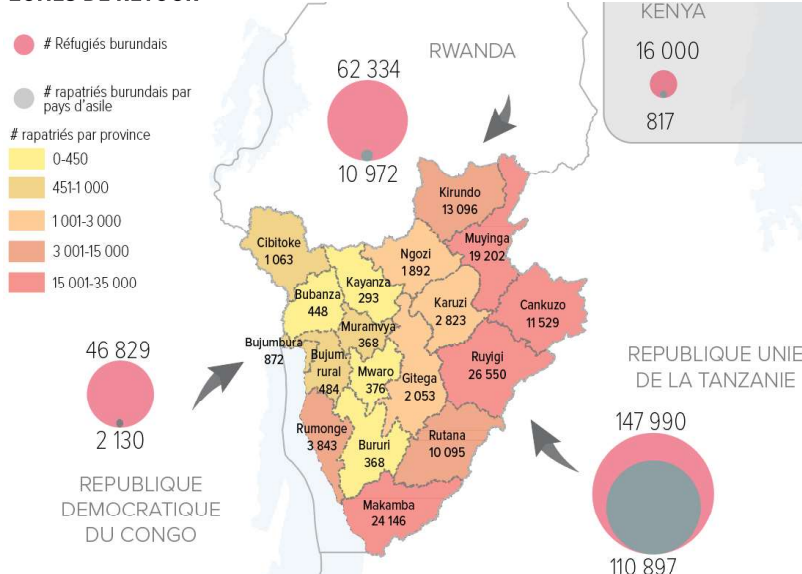 # Réfugiés burundais
# rapatriés burundais par
pays d'asile
# rapatriés par province
0-450
451-1 000
1 001-3 000
3 001-15 000
15 001-35 000
RWANDA
62 334
10 972
KENYA
16 000
817
Kirundo
13 096
Muyinga
19 202
Cibitoke
1 063
Ngozi
1 892
Kayanza
293
Bubanza
448
Karuzi
2 823
Cankuzo
11 529
Muramvya
368
Bujumbura
872
Bujum.
rural
484
Mwaro
376
Gitega
2 053
Ruyigi
26 550
Rumonge
3 843
Bururi
368
Rutana
10 095
Makamba
24 146
46 829
2 130
REPUBLIQUE
DEMOCRATIQUE
DU CONGO
REPUBLIQUE UNIE
DE LA TANZANIE
147 990
110 897